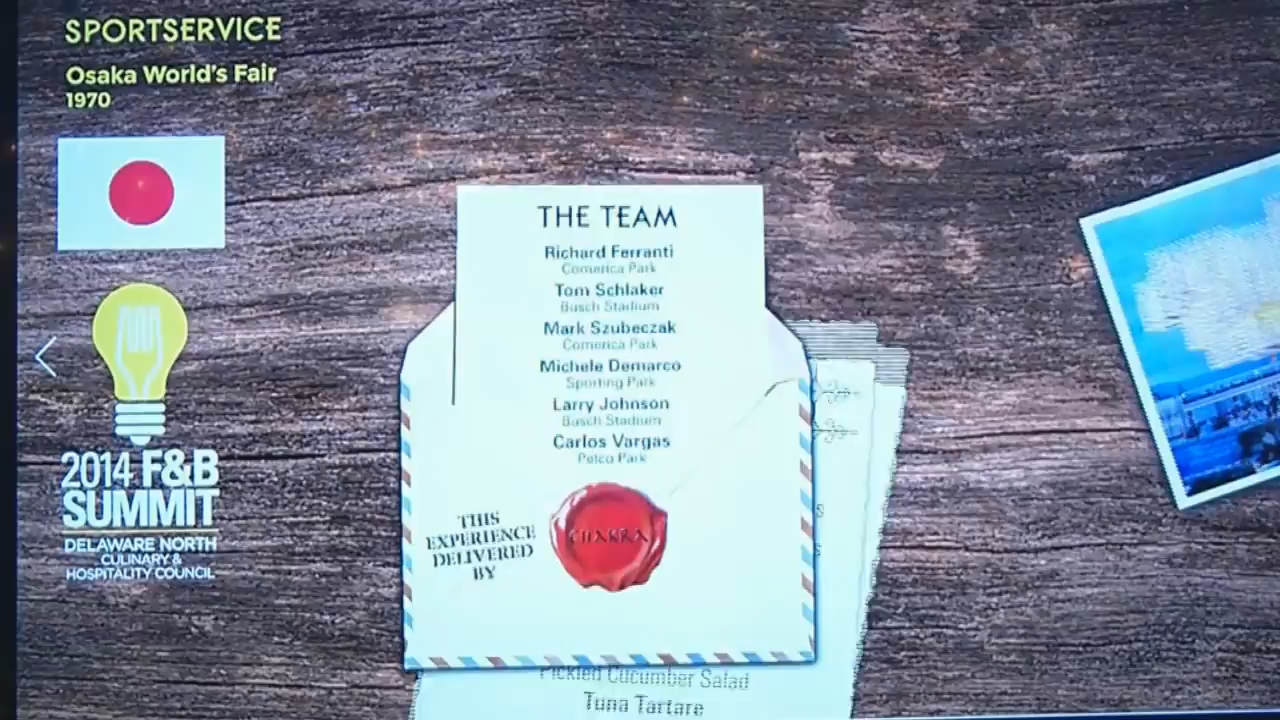 SPORTSERVICE
Osaka World's Fair
1970
2014 F&B
SUMMIT
DELAWARE NORTH
CULINARY &
HOSPITALITY COUNCIL
THE TEAM
Richard Ferranti
Comerica Park
Tom Schlaker
Busch Stadium
Mark Szubeczak
Comerica Park
Michele Demarco
Sporting Park
Larry Johnson
Busch Stadium
Carlos Vargas
Petco Park
THIS
EXPERIENCE
DELIVERED
BY
CHAKRA
Pickled Cucumber Salad
Tuna Tartare